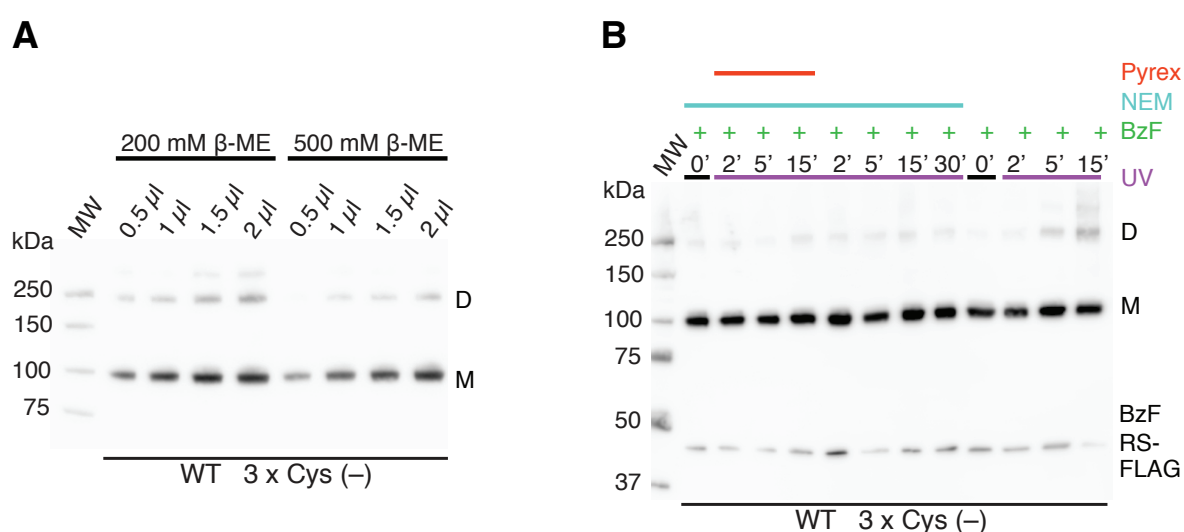 A
200 mM β-ME 500 mM β-ME
MW 0.5 µl 1 µl 1.5 µl 2 µl 0.5 µl 1 µl 1.5 µl 2 µl
kDa
250
150
100
75
D
M
WT 3 x Cys (–)
B
Pyrex
NEM
+ + + + + + + + + + + + BzF
MW 0’ 2’ 5’ 15’ 2’ 5’ 15’ 30’ 0’ 2’ 5’ 15’ UV
kDa
250
150
100
75
50
37
D
M
BzF
RS-
FLAG
WT 3 x Cys (–)